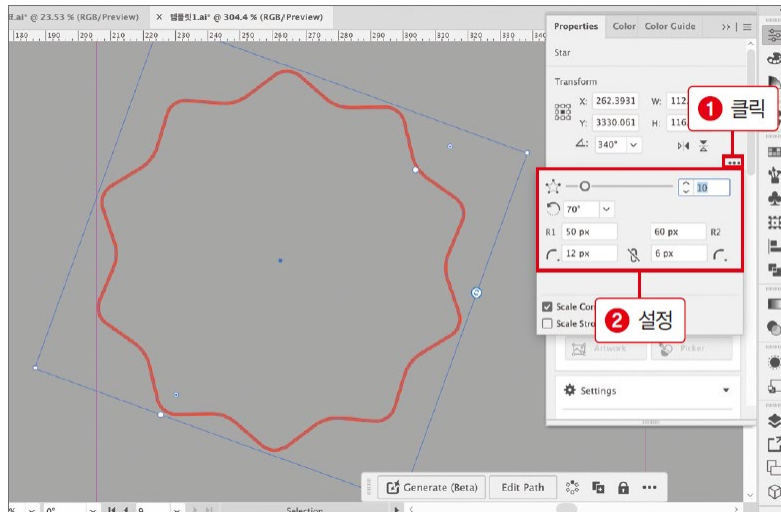 .ai* @ 23.53 % (RGB/Preview) × 템플릿1.ai* @ 304.4 % (RGB/Preview)
180 190 200 210 220 230 240 250 260 270 280 290 300 310 320 330 340
Properties Color Color Guide
Star
Transform
X: 262.3931 W: 112.
Y: 3330.061 H: 116.
340°
1 클릭
10
70°
R1 50 px 60 px R2
12 px 6 px
Scale Cor
Scale Stro
2 설정
Artwork Picker
Settings
Generate (Beta) Edit Path
% 0° 9 Selection